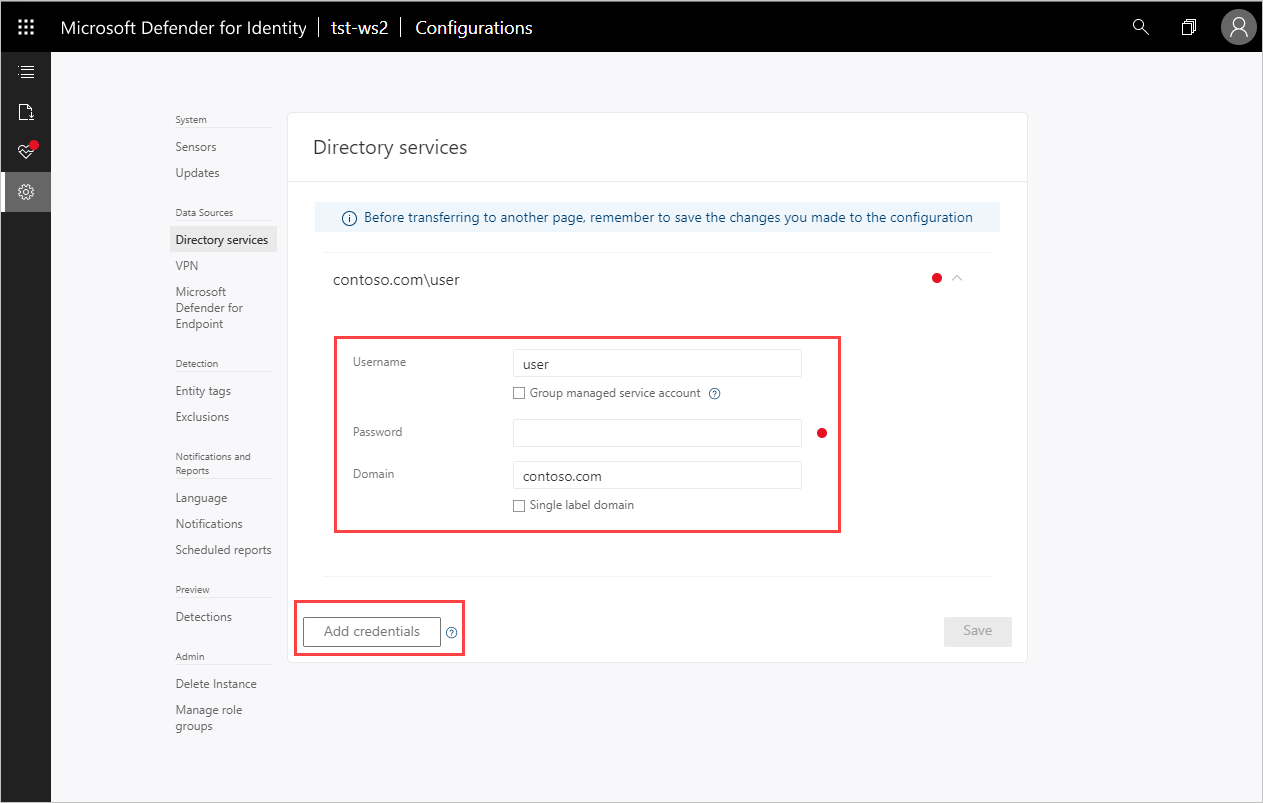 Microsoft Defender for Identity | tst-ws2 | Configurations
System
Sensors
Updates
Data Sources
Directory services
VPN
Microsoft
Defender for
Endpoint
Detection
Entity tags
Exclusions
Notifications and
Reports
Language
Notifications
Scheduled reports
Preview
Detections
Admin
Delete Instance
Manage role
groups
Directory services
Before transferring to another page, remember to save the changes you made to the configuration
contoso.com\user
Username user
Group managed service account ?
Password
Domain contoso.com
Single label domain
Add credentials ? Save